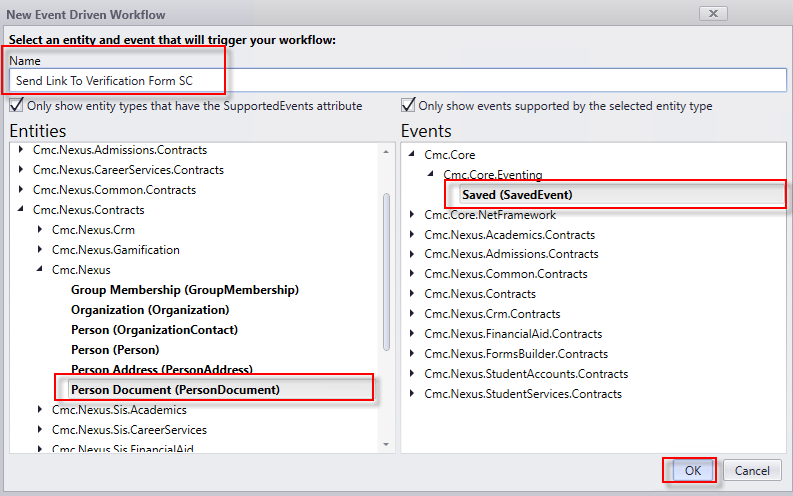 New Event Driven Workflow
Select an entity and event that will trigger your workflow:
Name
Send Link To Verification Form SC
Only show entity types that have the SupportedEvents attribute
Only show events supported by the selected entity type
Entities
Cmc.Nexus.Admissions.Contracts
Cmc.Nexus.CareerServices.Contracts
Cmc.Nexus.Common.Contracts
Cmc.Nexus.Contracts
Cmc.Nexus.Crm
Cmc.Nexus.Gamification
Cmc.Nexus
Group Membership (GroupMembership)
Organization (Organization)
Person (OrganizationContact)
Person (Person)
Person Address (PersonAddress)
Person Document (PersonDocument)
Cmc.Nexus.Sis.Academics
Cmc.Nexus.Sis.CareerServices
Cmc.Nexus.Sis.FinancialAid
Events
Cmc.Core
Cmc.Core.Eventing
Saved (SavedEvent)
Cmc.Core.NetFramework
Cmc.Nexus.Academics.Contracts
Cmc.Nexus.Admissions.Contracts
Cmc.Nexus.Common.Contracts
Cmc.Nexus.Contracts
Cmc.Nexus.Crm.Contracts
Cmc.Nexus.FinancialAid.Contracts
Cmc.Nexus.FormsBuilder.Contracts
Cmc.Nexus.StudentAccounts.Contracts
Cmc.Nexus.StudentServices.Contracts
OK
Cancel